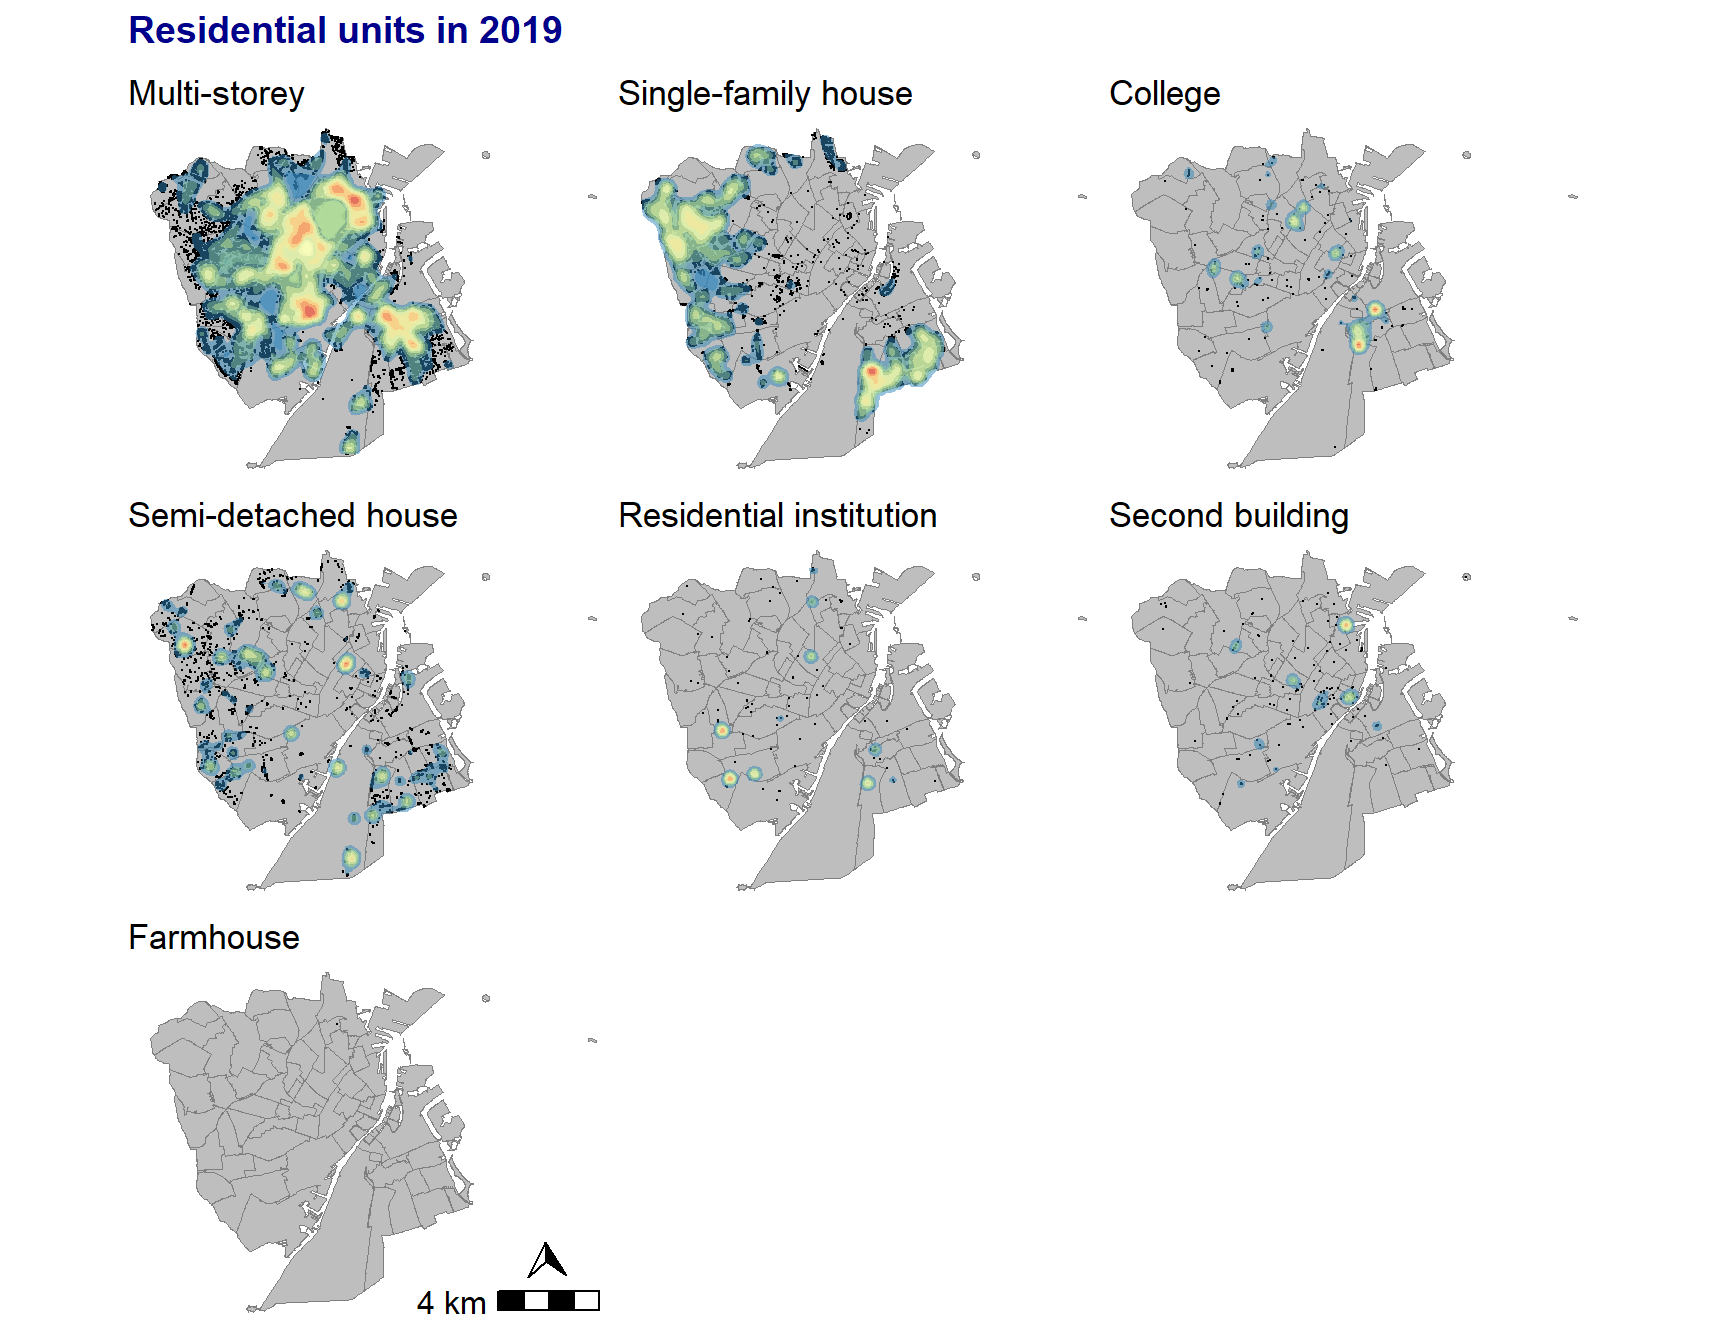 Residential units in 2019
Multi-storey
Single-family house
College
Semi-detached house
Residential institution
Second building
Farmhouse
4 km